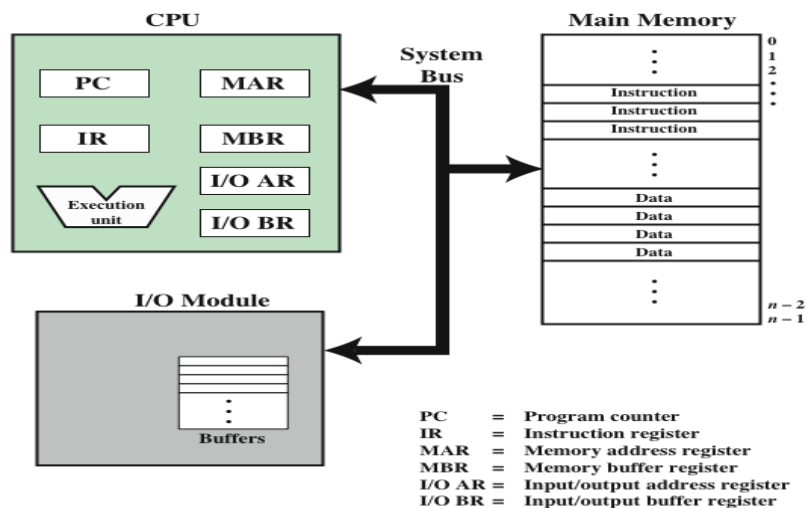 CPU
Main Memory
System
Bus
PC
MAR
IR
MBR
I/O AR
Execution
unit
I/O BR
0
1
2
Instruction
Instruction
Instruction
Data
Data
Data
Data
n – 2
n – 1
I/O Module
Buffers
PC = Program counter
IR = Instruction register
MAR = Memory address register
MBR = Memory buffer register
I/O AR = Input/output address register
I/O BR = Input/output buffer register